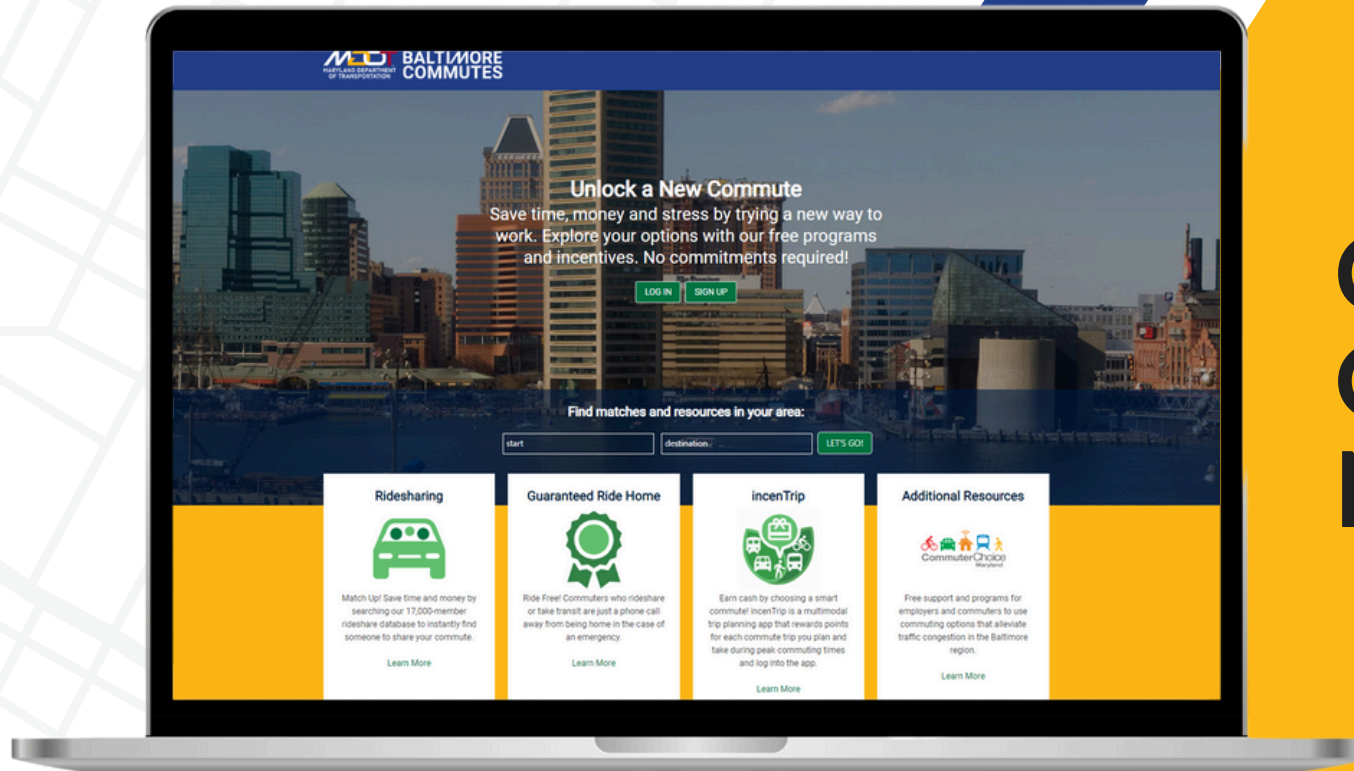 MDOT
MARYLAND DEPARTMENT
OF TRANSPORTATION
BALTIMORE
COMMUTES
Unlock a New Commute
Save time, money and stress by trying a new way to
work. Explore your options with our free programs
and incentives. No commitments required!
LOG IN
SIGN UP
Find matches and resources in your area:
start
destination
LET'S GO!
Ridesharing
Match Up! Save time and money by
searching our 17,000-member
rideshare database to instantly find
someone to share your commute.
Learn More
Guaranteed Ride Home
Ride Free! Commuters who rideshare
or take transit are just a phone call
away from being home in the case of
an emergency.
Learn More
incenTrip
Earn cash by choosing a smart
commute! incenTrip is a multimodal
trip planning app that rewards points
for each commute trip you plan and
take during peak commuting times
and log into the app.
Learn More
Additional Resources
CommuterChoice
Maryland
Free support and programs for
employers and commuters to use
commuting options that alleviate
traffic congestion in the Baltimore
region.
Learn More